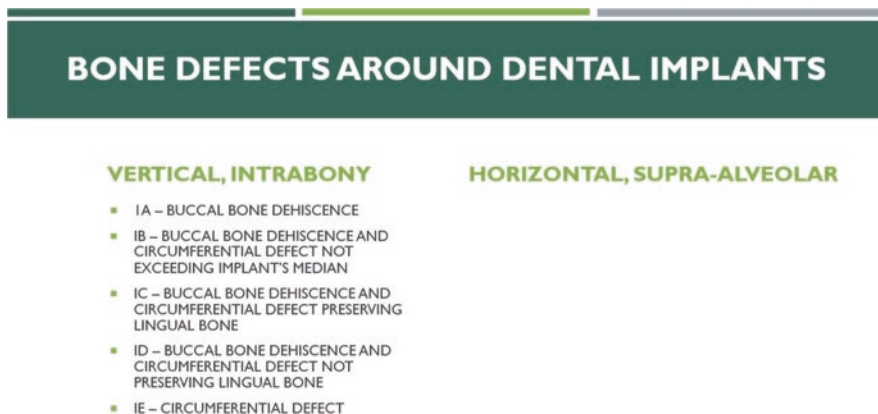 BONE DEFECTS AROUND DENTAL IMPLANTS
VERTICAL, INTRABONY
1A – BUCCAL BONE DEHISCENCE
IB – BUCCAL BONE DEHISCENCE AND
CIRCUMFERENTIAL DEFECT NOT
EXCEEDING IMPLANT'S MEDIAN
IC – BUCCAL BONE DEHISCENCE AND
CIRCUMFERENTIAL DEFECT PRESERVING
LINGUAL BONE
ID – BUCCAL BONE DEHISCENCE AND
CIRCUMFERENTIAL DEFECT NOT
PRESERVING LINGUAL BONE
IE – CIRCUMFERENTIAL DEFECT
HORIZONTAL, SUPRA-ALVEOLAR